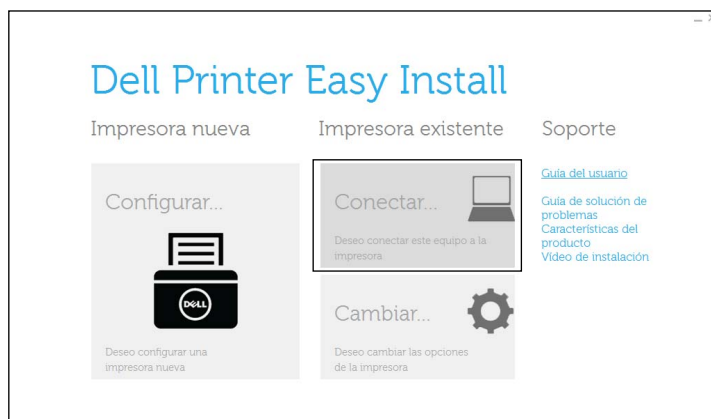 Dell Printer Easy Install
Impresora nueva
Configurar...
DELL
Deseo configurar una
impresora nueva
Impresora existente
Conectar...
Deseo conectar este equipo a la
impresora
Cambiar...
Deseo cambiar las opciones
de la impresora
Soporte
Guía del usuario
Guía de solución de
problemas
Características del
producto
Vídeo de instalación